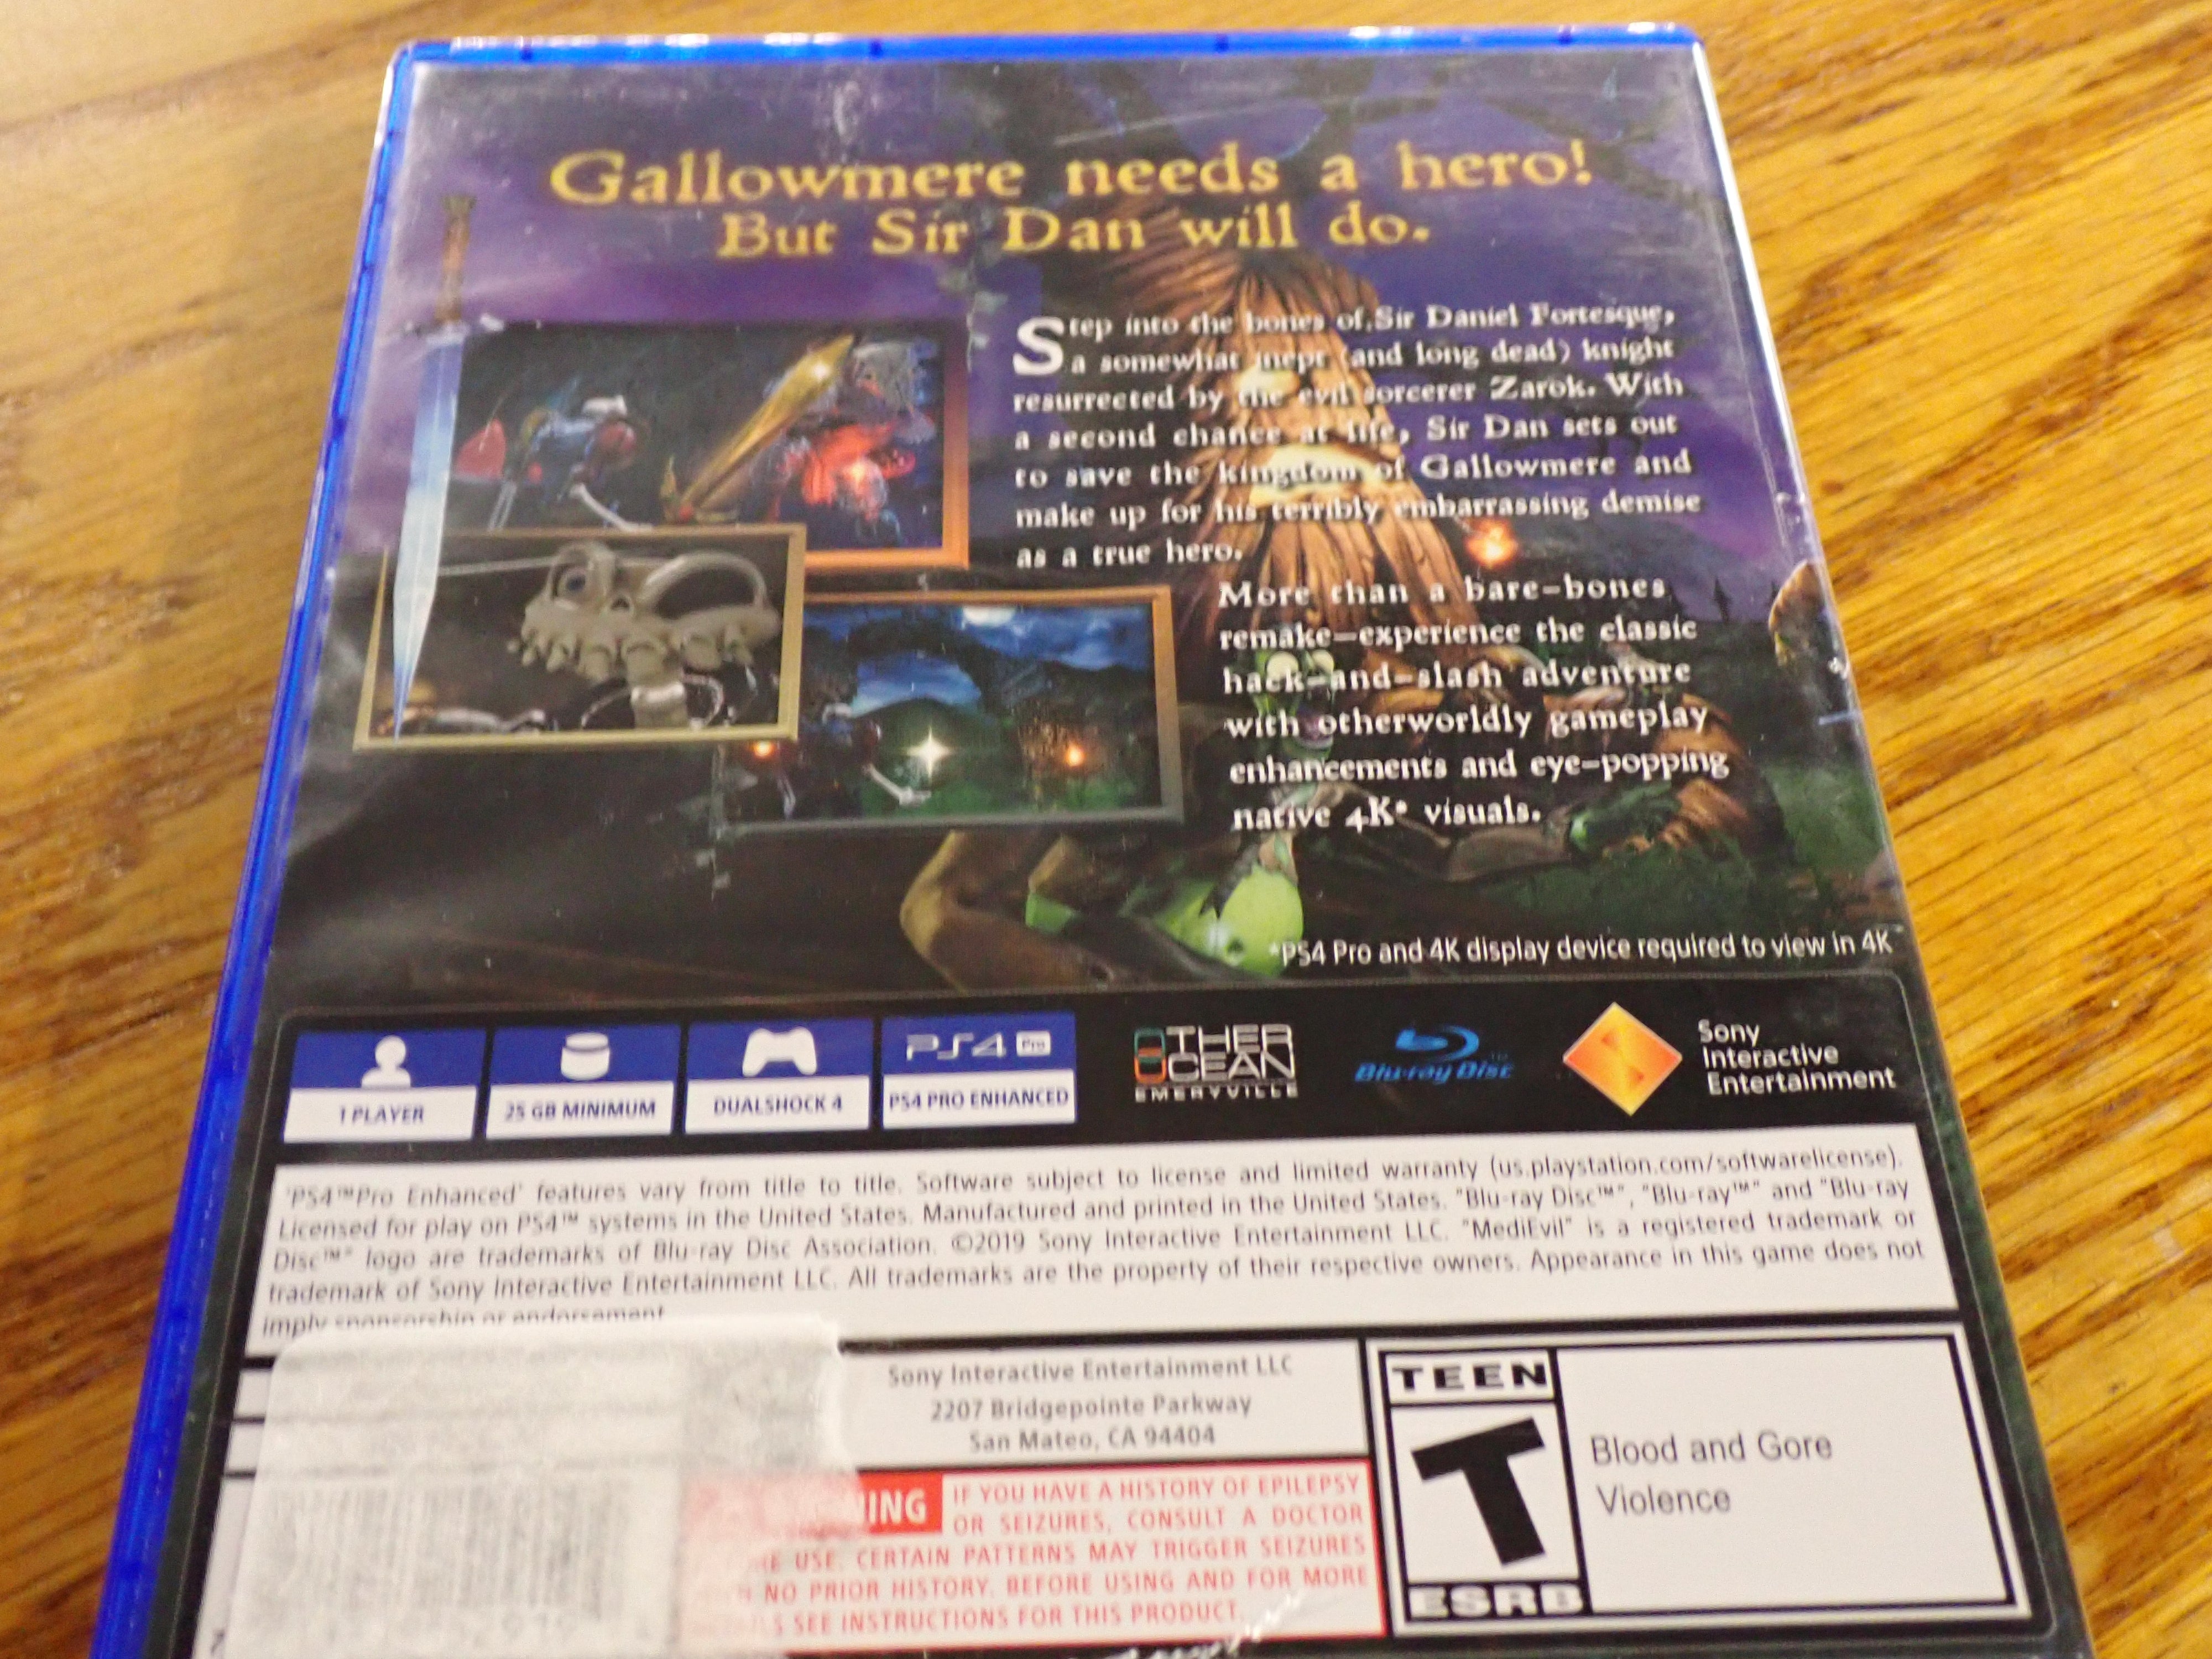 Gallowmere needs a hero!
But Sir Dan will do.
Step into the bones of Sir Daniel Fortesque,
a somewhat inept (and long dead) knight
resurrected by the evil sorcerer Zarok. With
a second chance at life, Sir Dan sets out
to save the kingdom of Gallowmere and
make up for his terribly embarrassing demise
as a true hero.
More than a bare-bones
remake—experience the classic
hack-and-slash adventure
with otherworldly gameplay
enhancements and eye-popping
native 4K* visuals.
*PS4 Pro and 4K display device required to view in 4K
1 PLAYER
25 GB MINIMUM
DUALSHOCK 4
PS4 Pro
PS4 PRO ENHANCED
OTHER
OCEAN
EMERYVILLE
Blu-ray Disc™
Sony
Interactive
Entertainment
'PS4™Pro Enhanced' features vary from title to title. Software subject to license and limited warranty (us.playstation.com/softwarelicense).
Licensed for play on PS4™ systems in the United States. Manufactured and printed in the United States. "Blu-ray Disc™", "Blu-ray™" and "Blu-ray
Disc™" logo are trademarks of Blu-ray Disc Association. ©2019 Sony Interactive Entertainment LLC. "MediEvil" is a registered trademark or
trademark of Sony Interactive Entertainment LLC. All trademarks are the property of their respective owners. Appearance in this game does not
imply sponsorship or endorsement
Sony Interactive Entertainment LLC
2207 Bridgepointe Parkway
San Mateo, CA 94404
ING
IF YOU HAVE A HISTORY OF EPILEPSY
OR SEIZURES, CONSULT A DOCTOR
USE. CERTAIN PATTERNS MAY TRIGGER SEIZURES
NO PRIOR HISTORY. BEFORE USING AND FOR MORE
SEE INSTRUCTIONS FOR THIS PRODUCT.
TEEN
T
ESRB
Blood and Gore
Violence